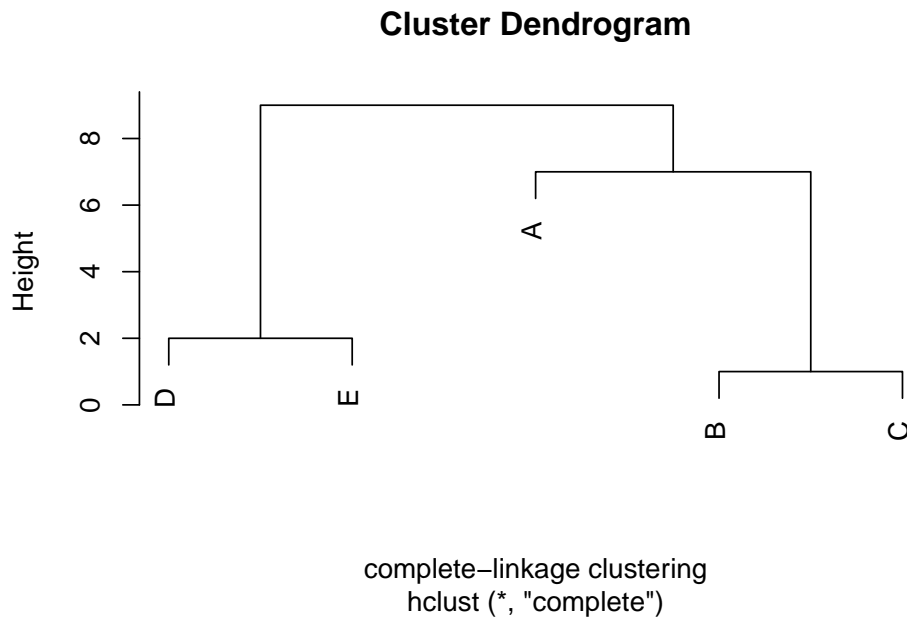 Cluster Dendrogram
Height
8
6
4
2
0
A
D
E
B
C
complete−linkage clustering
hclust (*, "complete")